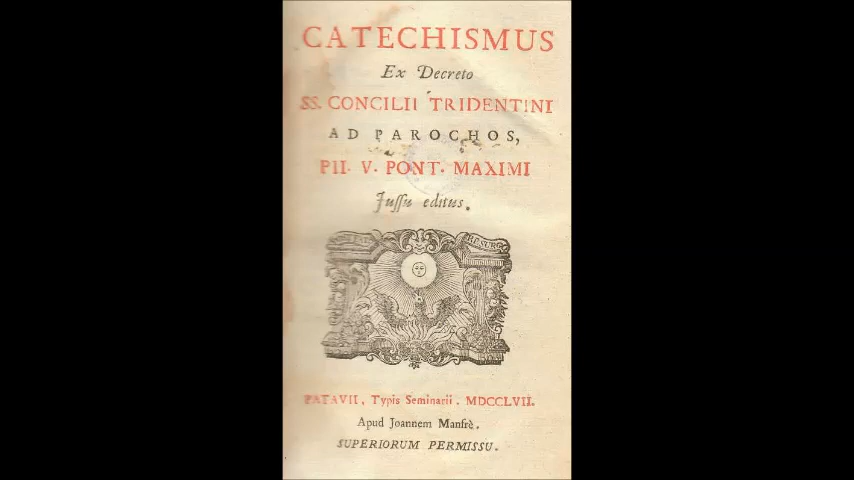 CATECHISMUS
Ex Decreto
SS. CONCILII TRIDENTINI
AD PAROCHOS,
PII. V. PONT. MAXIMI
Jussu editus.
RESURGO
PATAVII, Typis Seminarii. MDCCLVII.
Apud Joannem Manfrè.
SUPERIORUM PERMISSU.